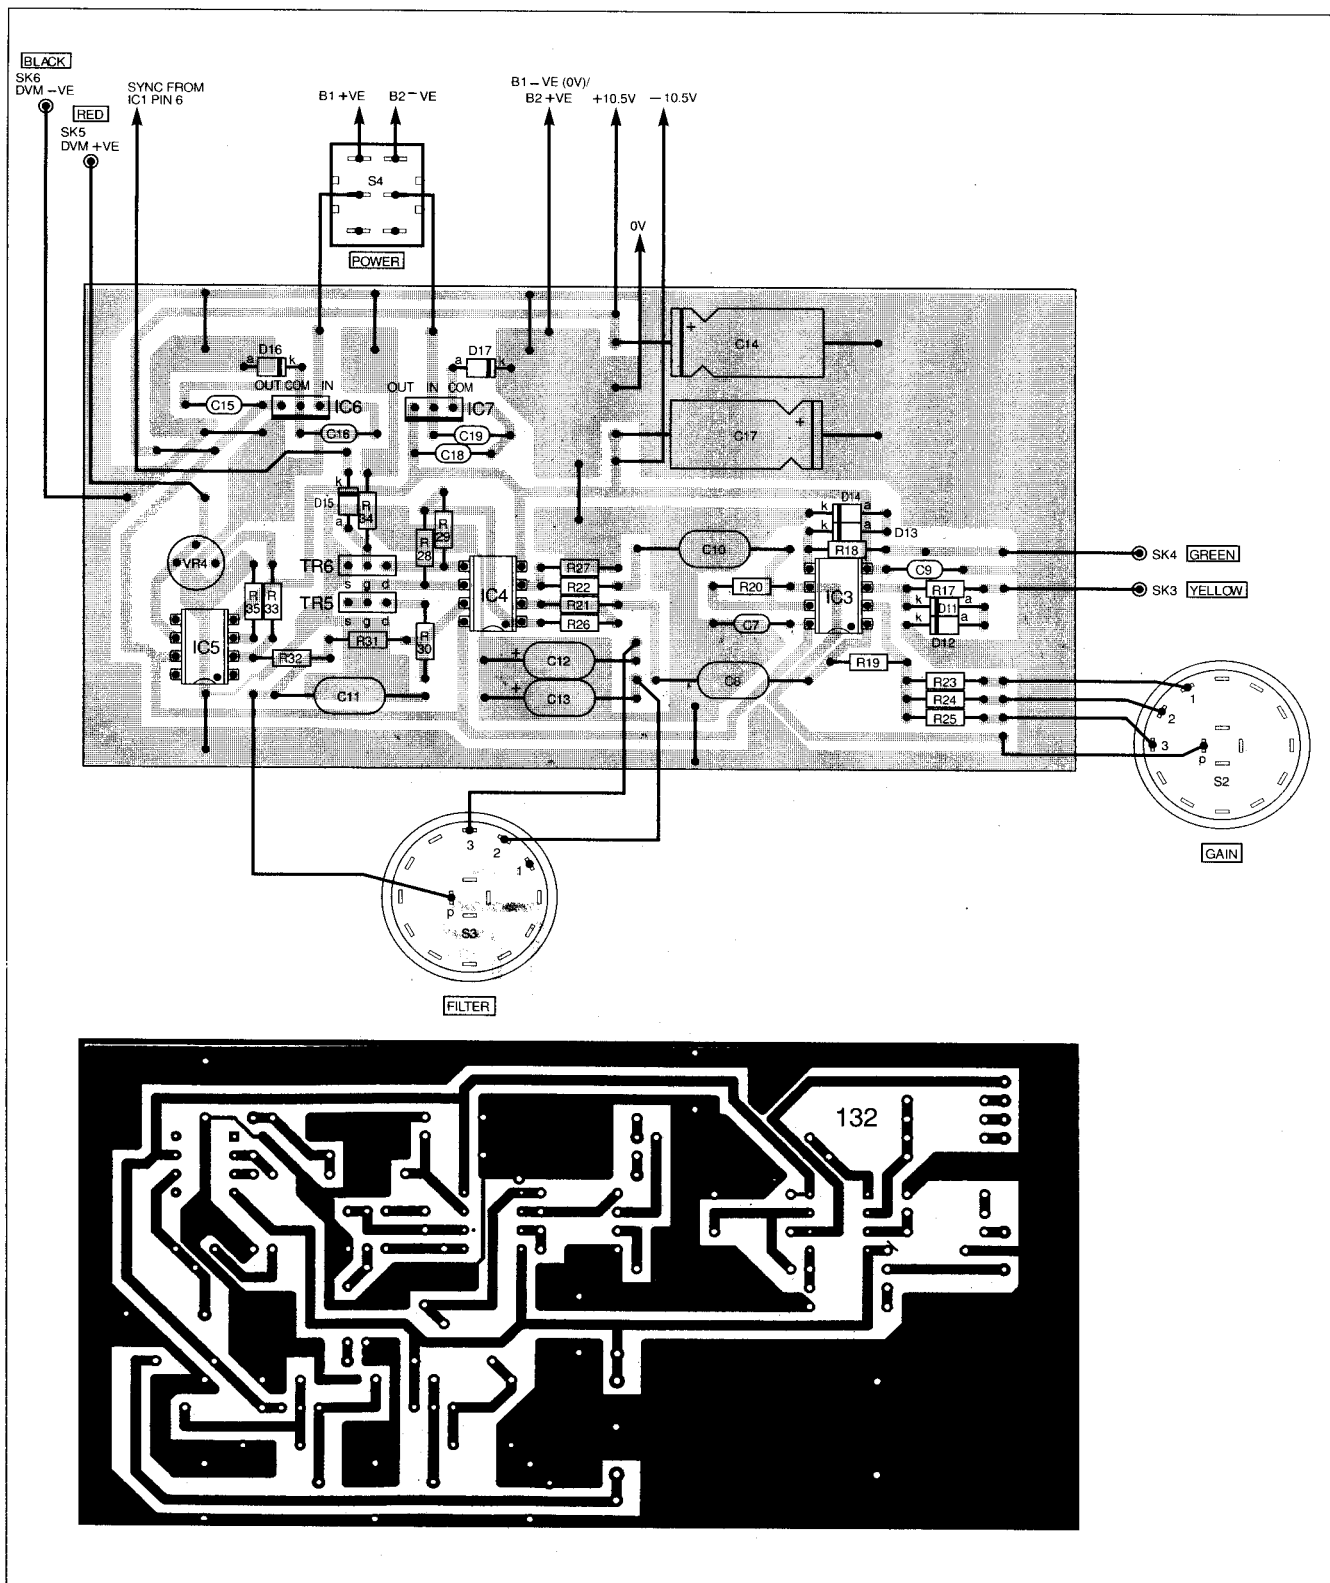 BLACK
SK6
DVM –VE
SYNC FROM
IC1 PIN 6
RED
SK5
DVM +VE
B1 +VE
B2 –VE
B1 –VE (0V)/
B2 +VE
+10.5V
–10.5V
S4
POWER
0V
D16
a
k
OUT COM IN
IC6
C15
C16
D17
a
k
OUT IN COM
IC7
C19
C18
+
C14
+
C17
k
D15
a
R
34
R
28
R
29
VR4
R
35
R
33
TR6
s g d
TR5
s g d
IC5
R32
R31
R
30
C11
IC4
R27
R22
R21
R26
+
C12
+
C13
C10
R20
C7
C8
D14
k
a
k
a
D13
R18
IC3
C9
R17
k
D11
a
k
a
D12
R19
R23
R24
R25
SK4
GREEN
SK3
YELLOW
1
2
3
p
S2
GAIN
3
2
1
p
S3
FILTER
132